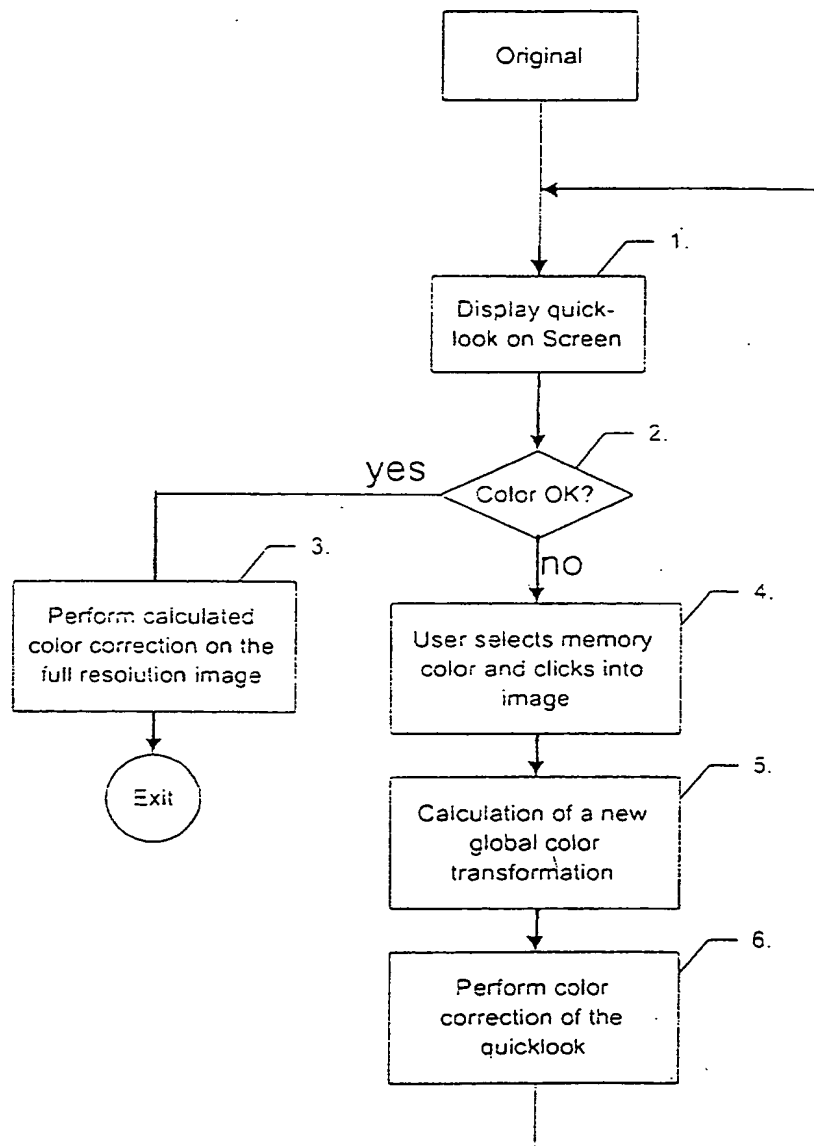 Original
1.
Display quick-
look on Screen
2.
yes
Color OK?
no
3.
Perform calculated
color correction on the
full resolution image
4.
User selects memory
color and clicks into
image
Exit
5.
Calculation of a new
global color
transformation
6.
Perform color
correction of the
quicklook